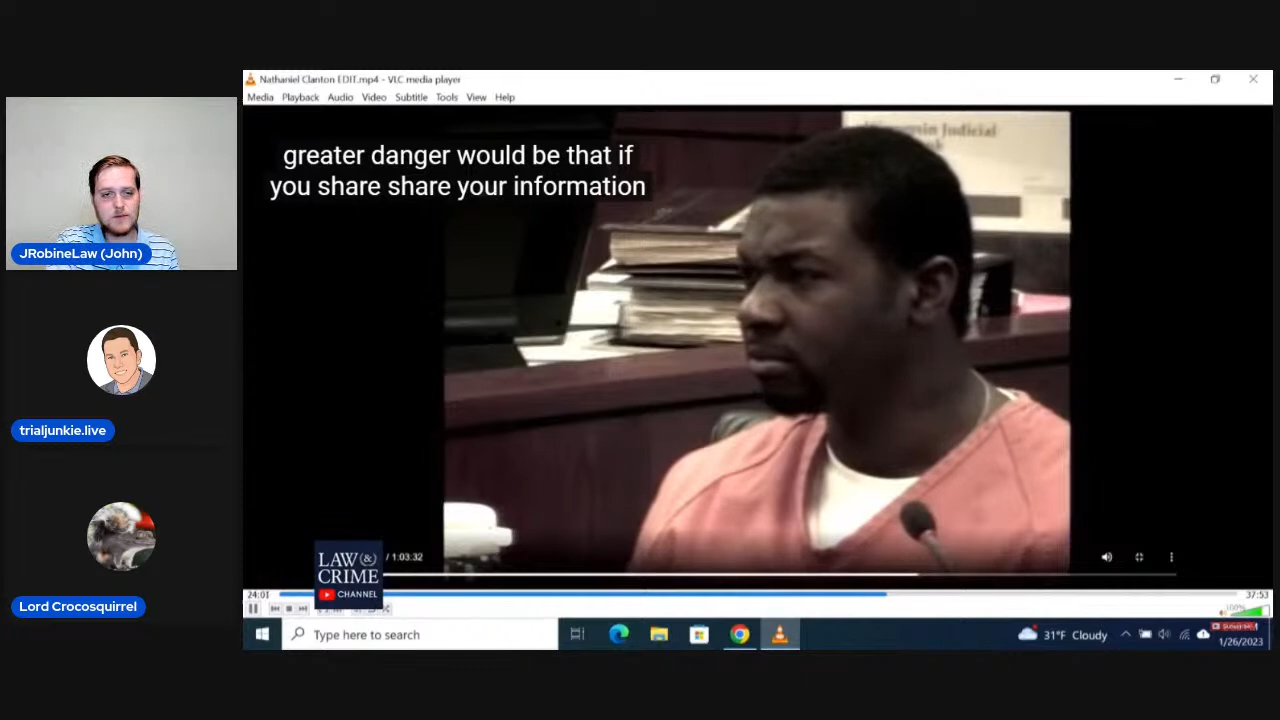 Nathaniel Clanton EDIT.mp4 - VLC media player
Media Playback Audio Video Subtitle Tools View Help
greater danger would be that if
you share share your information
Judicial
JRobineLaw (John)
trialjunkie.live
Lord Crocosquirrel
LAW (&)
CRIME
CHANNEL
/ 1:03:32
24:01
37:53
100%
Type here to search
31°F Cloudy
1/26/2023